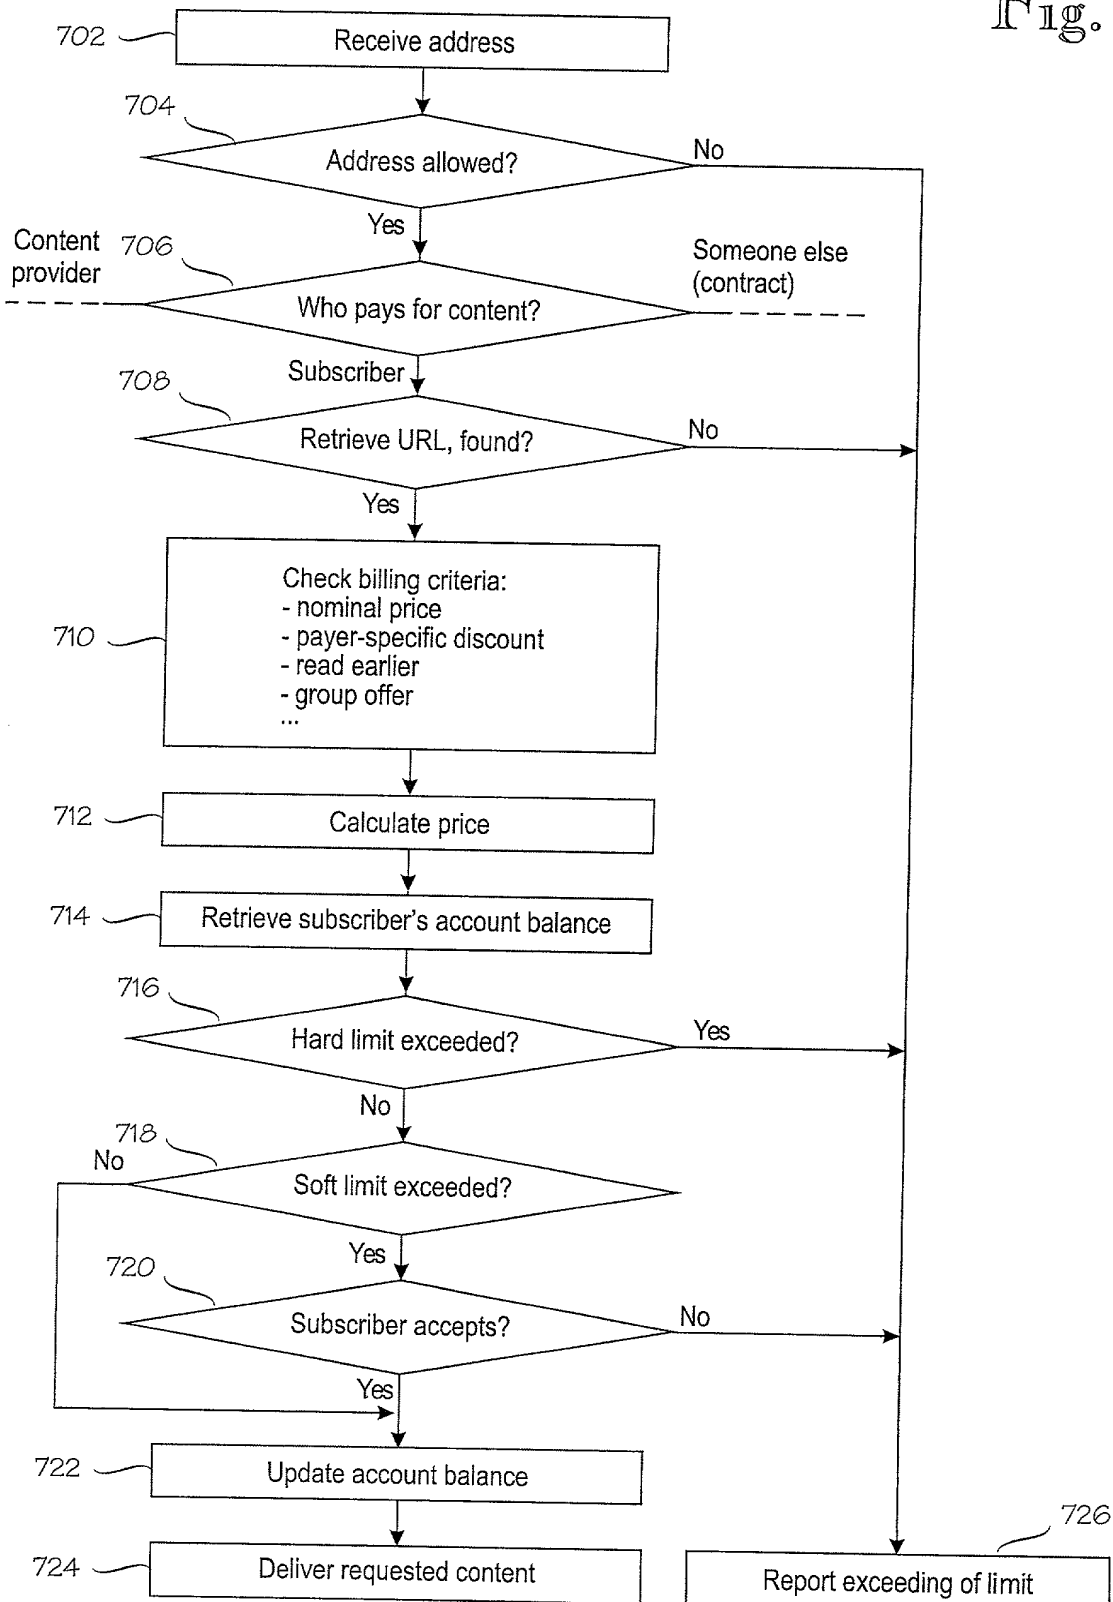 Fig.
702
Receive address
704
Address allowed?
No
Yes
Content
provider
706
Someone else
(contract)
Who pays for content?
Subscriber
708
Retrieve URL, found?
No
Yes
Check billing criteria:
- nominal price
- payer-specific discount
- read earlier
- group offer
...
710
712
Calculate price
714
Retrieve subscriber's account balance
716
Hard limit exceeded?
Yes
No
718
No
Soft limit exceeded?
Yes
720
Subscriber accepts?
No
Yes
722
Update account balance
726
724
Deliver requested content
Report exceeding of limit